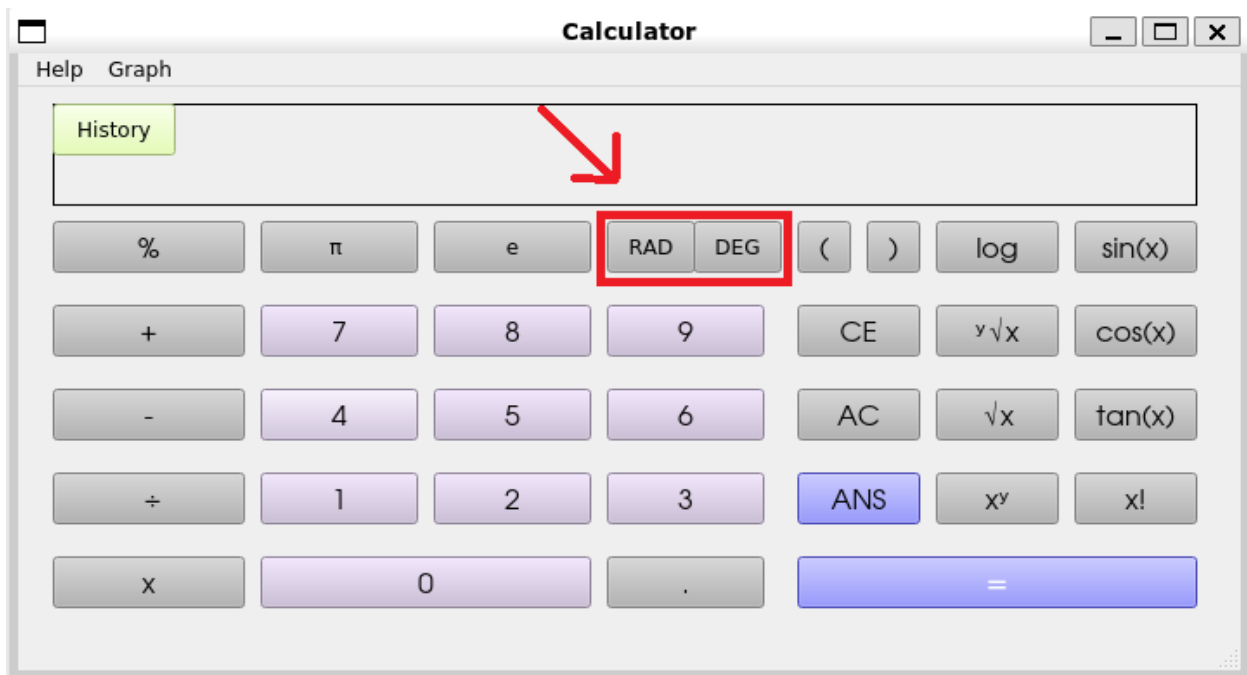 Calculator
Help Graph
History
% π e RAD DEG ( ) log sin(x)
+ 7 8 9 CE ʸ√x cos(x)
- 4 5 6 AC √x tan(x)
÷ 1 2 3 ANS xʸ x!
x 0 . =